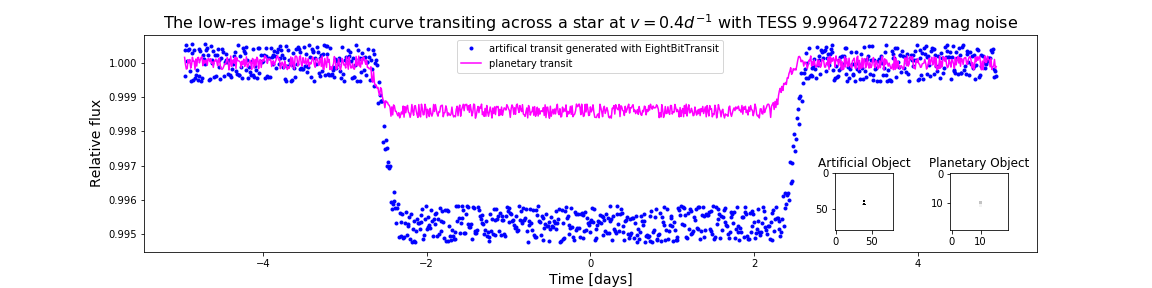 The low-res image's light curve transiting across a star at v = 0.4d⁻¹ with TESS 9.99647272289 mag noise
artifical transit generated with EightBitTransit
planetary transit
Relative flux
1.000
0.999
0.998
0.997
0.996
0.995
Artificial Object
0
50
0 50
Planetary Object
0
10
0 10
−4 −2 0 2 4
Time [days]